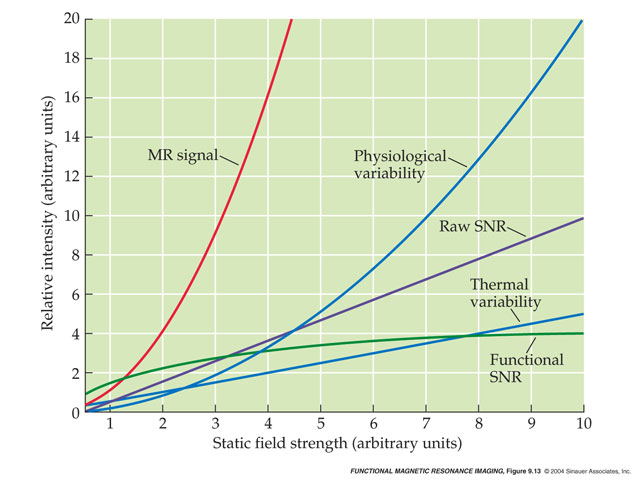 20
18
16
14
12
10
8
6
4
2
0
Relative intensity (arbitrary units)
MR signal
Physiological
variability
Raw SNR
Thermal
variability
Functional
SNR
1 2 3 4 5 6 7 8 9 10
Static field strength (arbitrary units)
FUNCTIONAL MAGNETIC RESONANCE IMAGING, Figure 9.13 © 2004 Sinauer Associates, Inc.